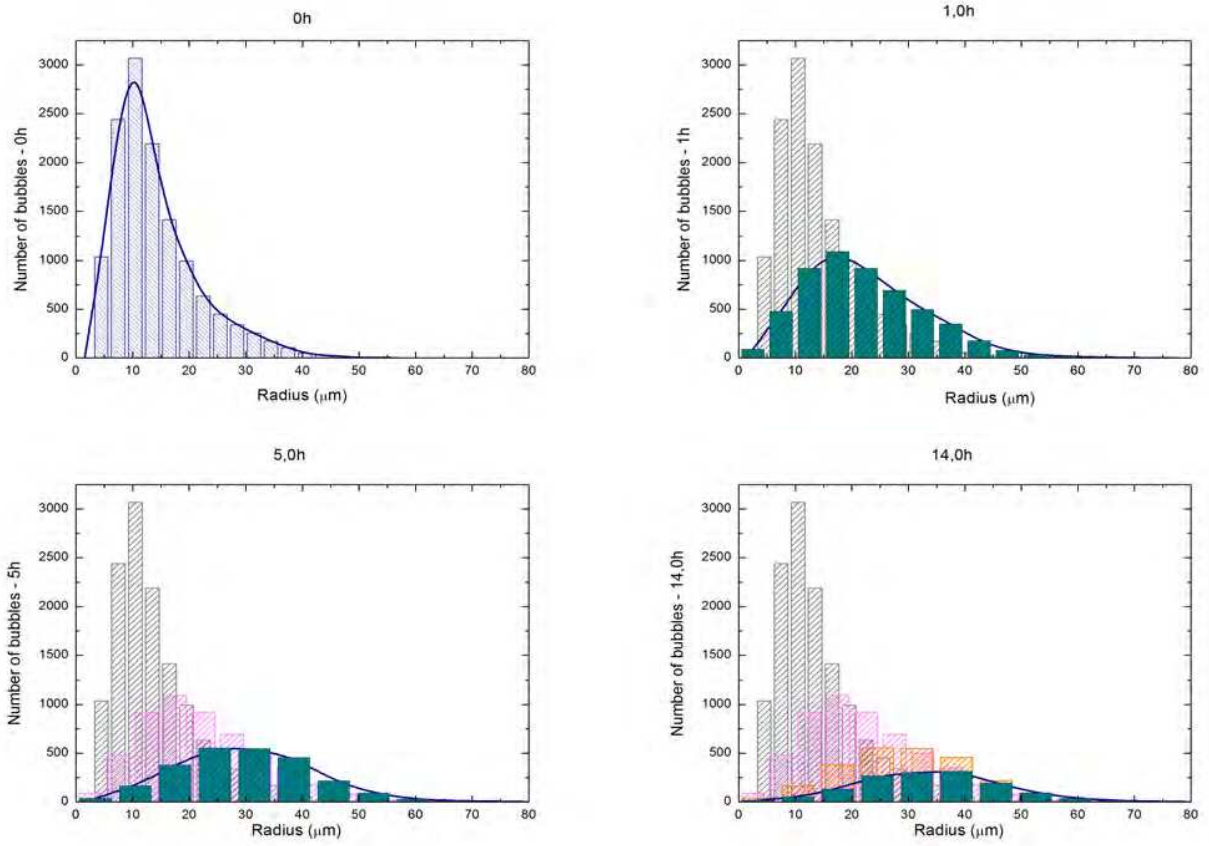 0h
Number of bubbles - 0h
3000
2500
2000
1500
1000
500
0
0 10 20 30 40 50 60 70 80
Radius (μm)
1,0h
Number of bubbles - 1h
3000
2500
2000
1500
1000
500
0
0 10 20 30 40 50 60 70 80
Radius (μm)
5,0h
Number of bubbles - 5h
3000
2500
2000
1500
1000
500
0
0 10 20 30 40 50 60 70 80
Radius (μm)
14,0h
Number of bubbles - 14,0h
3000
2500
2000
1500
1000
500
0
0 10 20 30 40 50 60 70 80
Radius (μm)